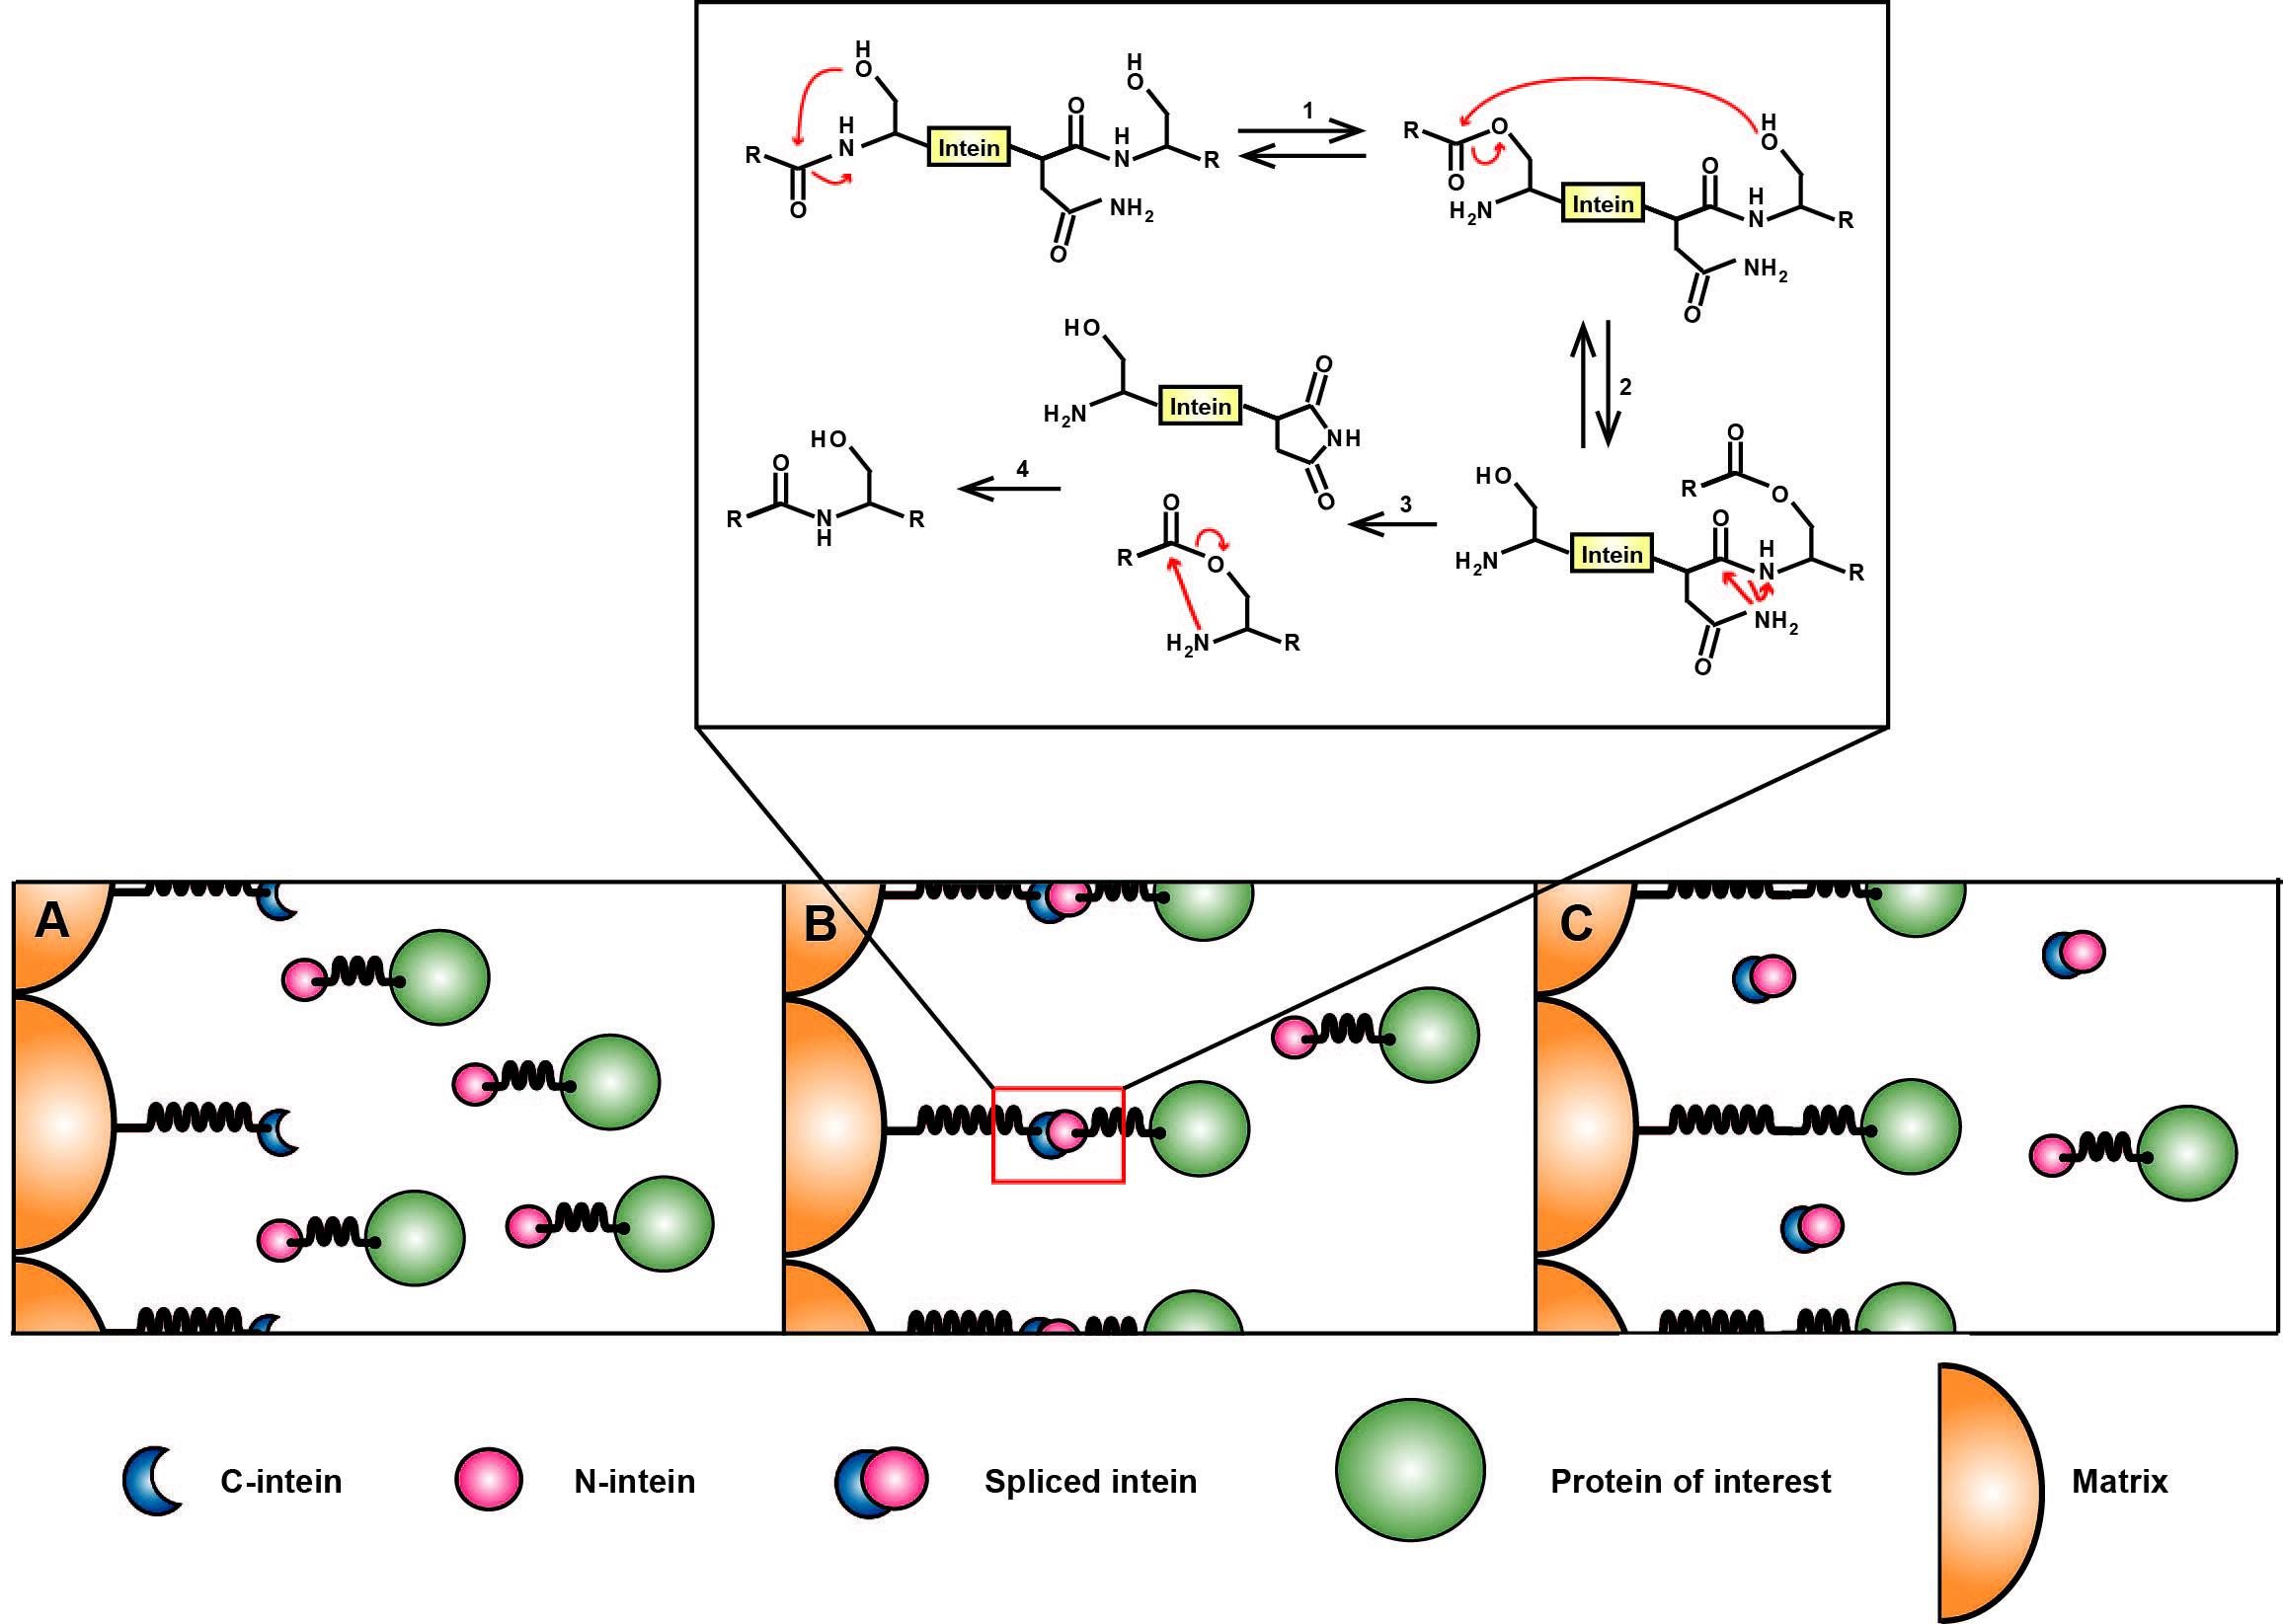 H
O
H
N
R
O
Intein
O
H
N
H
O
R
NH2
O
1
R
O
O
H2N
Intein
O
H
N
H
O
R
NH2
O
2
HO
H2N
Intein
O
NH
O
HO
O
R
N
H
R
4
O
R
O
H2N
R
3
HO
H2N
Intein
O
R
O
O
H
N
R
NH2
O
A
B
C
C-intein
N-intein
Spliced intein
Protein of interest
Matrix